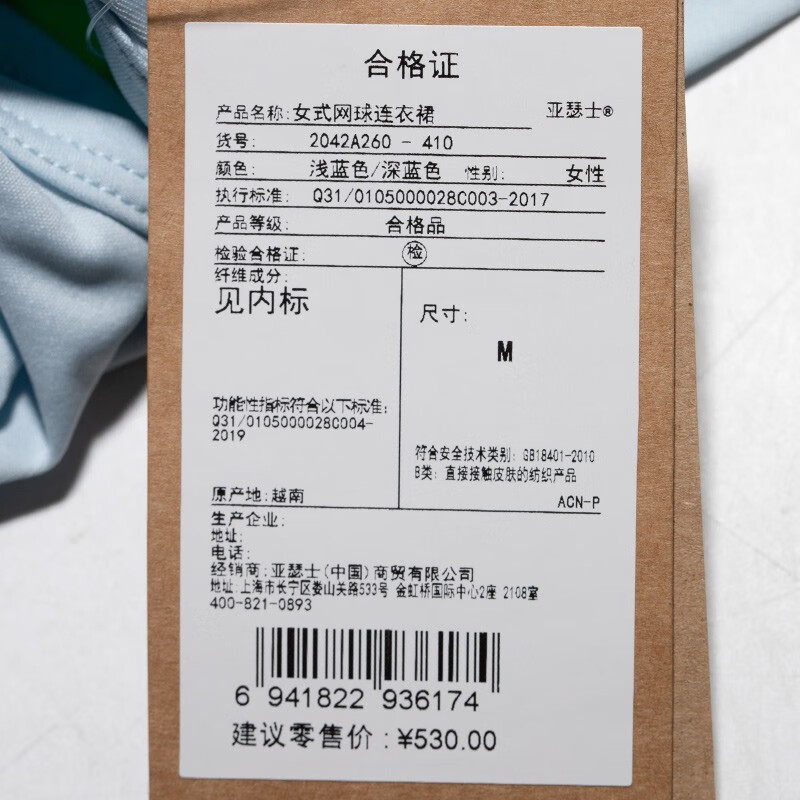 合格证
产品名称:女式网球连衣裙 亚瑟士®
货号: 2042A260 - 410
颜色: 浅蓝色/深蓝色 性别: 女性
执行标准: Q31/0105000028C003-2017
产品等级: 合格品
检验合格证: 检
纤维成分:
见内标
尺寸:
M
功能性指标符合以下标准:
Q31/0105000028C004-
2019
符合安全技术类别: GB18401-2010
B类: 直接接触皮肤的纺织产品
原产地:越南
ACN-P
生产企业:
地址:
电话:
经销商:亚瑟士(中国)商贸有限公司
地址:上海市长宁区娄山关路533号 金虹桥国际中心2座 2108室
400-821-0893
6 941822 936174
建议零售价:¥530.00